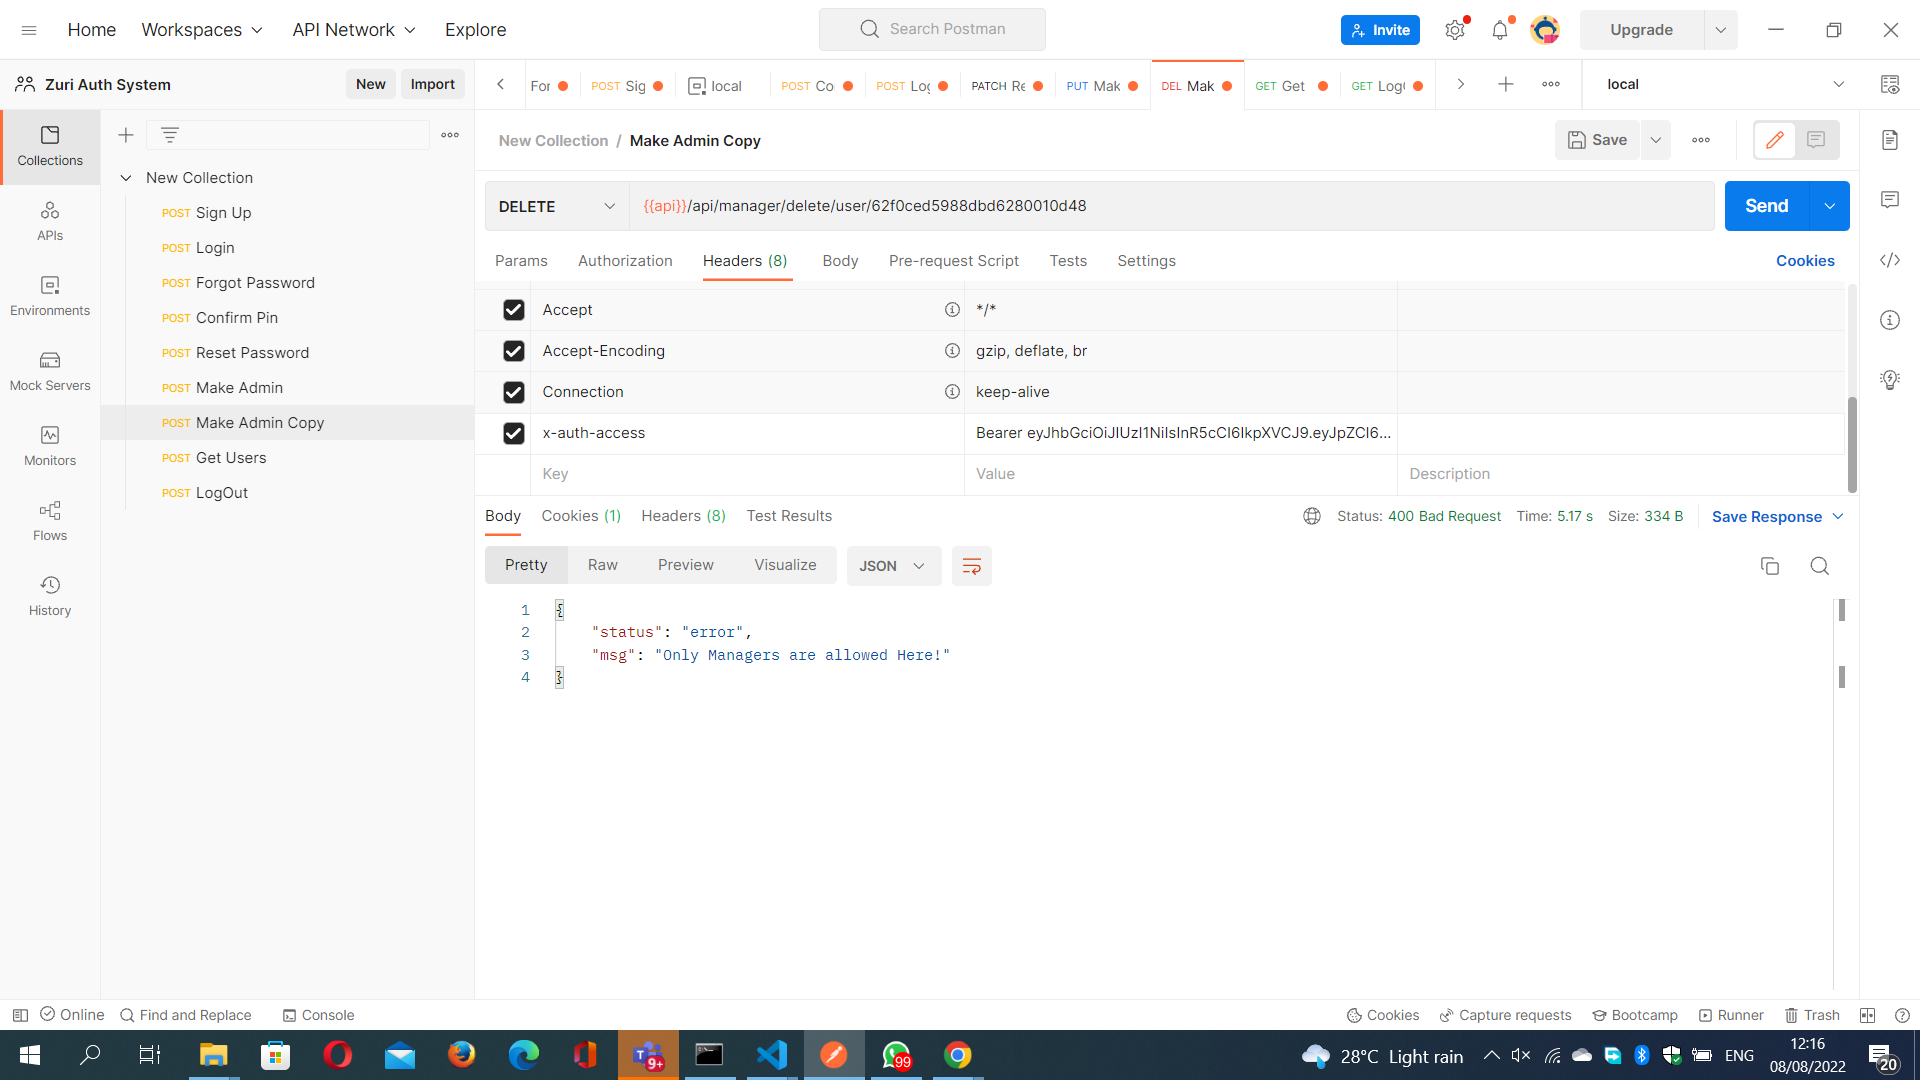 Home
Workspaces
API Network
Explore
Search Postman
Invite
Upgrade
Zuri Auth System
New
Import
For
POST Sig
local
POST Co
POST Log
PATCH Re
PUT Mak
DEL Mak
GET Get
GET Log
local
Collections
APIs
Environments
Mock Servers
Monitors
Flows
History
New Collection
POST Sign Up
POST Login
POST Forgot Password
POST Confirm Pin
POST Reset Password
POST Make Admin
POST Make Admin Copy
POST Get Users
POST LogOut
New Collection / Make Admin Copy
Save
DELETE
{{api}}/api/manager/delete/user/62f0ced5988dbd6280010d48
Send
Params
Authorization
Headers (8)
Body
Pre-request Script
Tests
Settings
Cookies
Accept
*/*
Accept-Encoding
gzip, deflate, br
Connection
keep-alive
x-auth-access
Bearer eyJhbGciOiJIUzI1NiIsInR5cCI6IkpXVCJ9.eyJpZCI6...
Key
Value
Description
Body
Cookies (1)
Headers (8)
Test Results
Status: 400 Bad Request
Time: 5.17 s
Size: 334 B
Save Response
Pretty
Raw
Preview
Visualize
JSON
1 {
2 "status": "error",
3 "msg": "Only Managers are allowed Here!"
4 }
Online
Find and Replace
Console
Cookies
Capture requests
Bootcamp
Runner
Trash
9+
99
28°C Light rain
ENG
12:16
08/08/2022
20